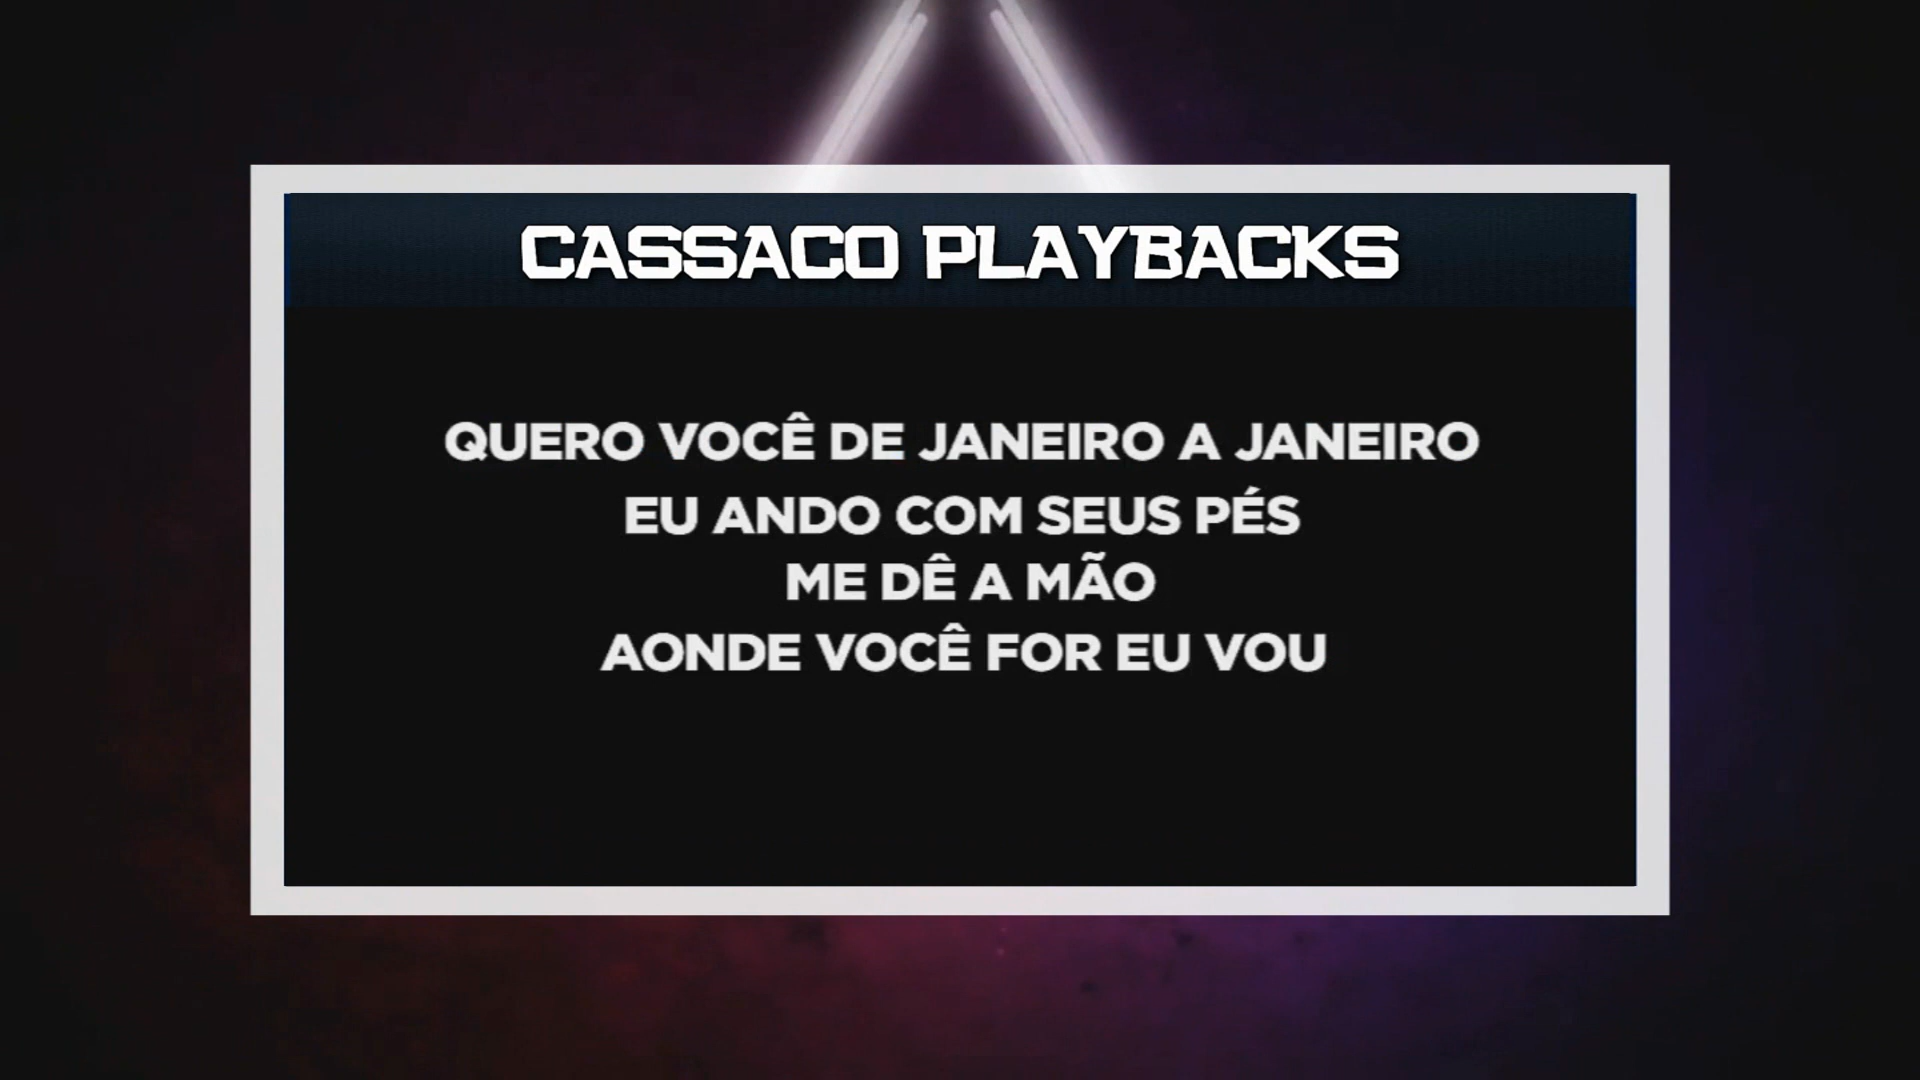 CASSACO PLAYBACKS
QUERO VOCÊ DE JANEIRO A JANEIRO
EU ANDO COM SEUS PÉS
ME DÊ A MÃO
AONDE VOCÊ FOR EU VOU